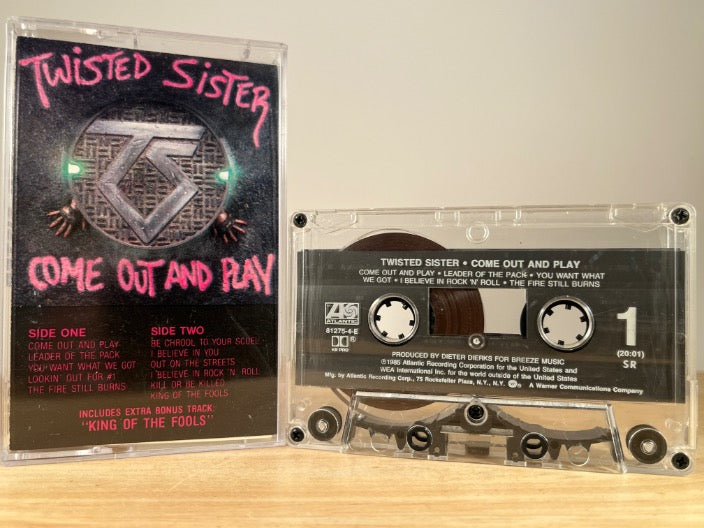 TWISTED SISTER
TS
COME OUT AND PLAY
SIDE ONE
COME OUT AND PLAY
LEADER OF THE PACK
YOU WANT WHAT WE GOT
LOOKIN' OUT FOR #1
THE FIRE STILL BURNS
SIDE TWO
BE CHROOL TO YOUR SCUEL
I BELIEVE IN YOU
OUT ON THE STREETS
I BELIEVE IN ROCK 'N' ROLL
KILL OR BE KILLED
KING OF THE FOOLS
INCLUDES EXTRA BONUS TRACK:
"KING OF THE FOOLS"
TWISTED SISTER • COME OUT AND PLAY
COME OUT AND PLAY • LEADER OF THE PACK • YOU WANT WHAT
WE GOT • I BELIEVE IN ROCK 'N' ROLL • THE FIRE STILL BURNS
ATLANTIC
81275-4-E
HX PRO
1
(20:01)
SR
PRODUCED BY DIETER DIERKS FOR BREEZE MUSIC
©1985 Atlantic Recording Corporation for the United States and
WEA International Inc. for the world outside of the United States
Mfg. by Atlantic Recording Corp., 75 Rockefeller Plaza, N.Y., N.Y. A Warner Communications Company